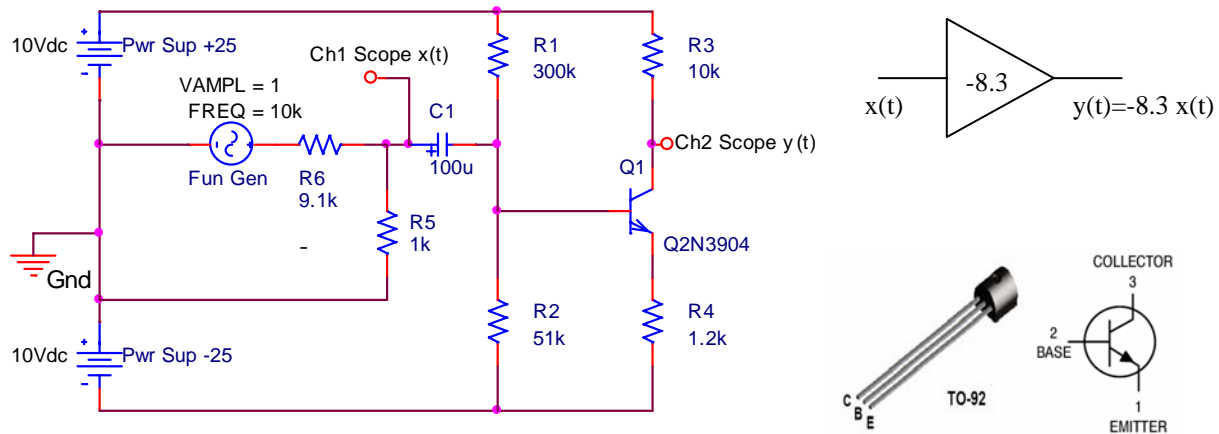 10Vdc
Pwr Sup +25
VAMPL = 1
FREQ = 10k
Fun Gen
R6
9.1k
-
Ch1 Scope x(t)
C1
100u
R5
1k
R1
300k
R3
10k
Ch2 Scope y(t)
Q1
Q2N3904
R2
51k
R4
1.2k
Gnd
10Vdc
Pwr Sup -25
-8.3
x(t)
y(t)=-8.3 x(t)
C
B
E
TO-92
COLLECTOR
3
2
BASE
1
EMITTER